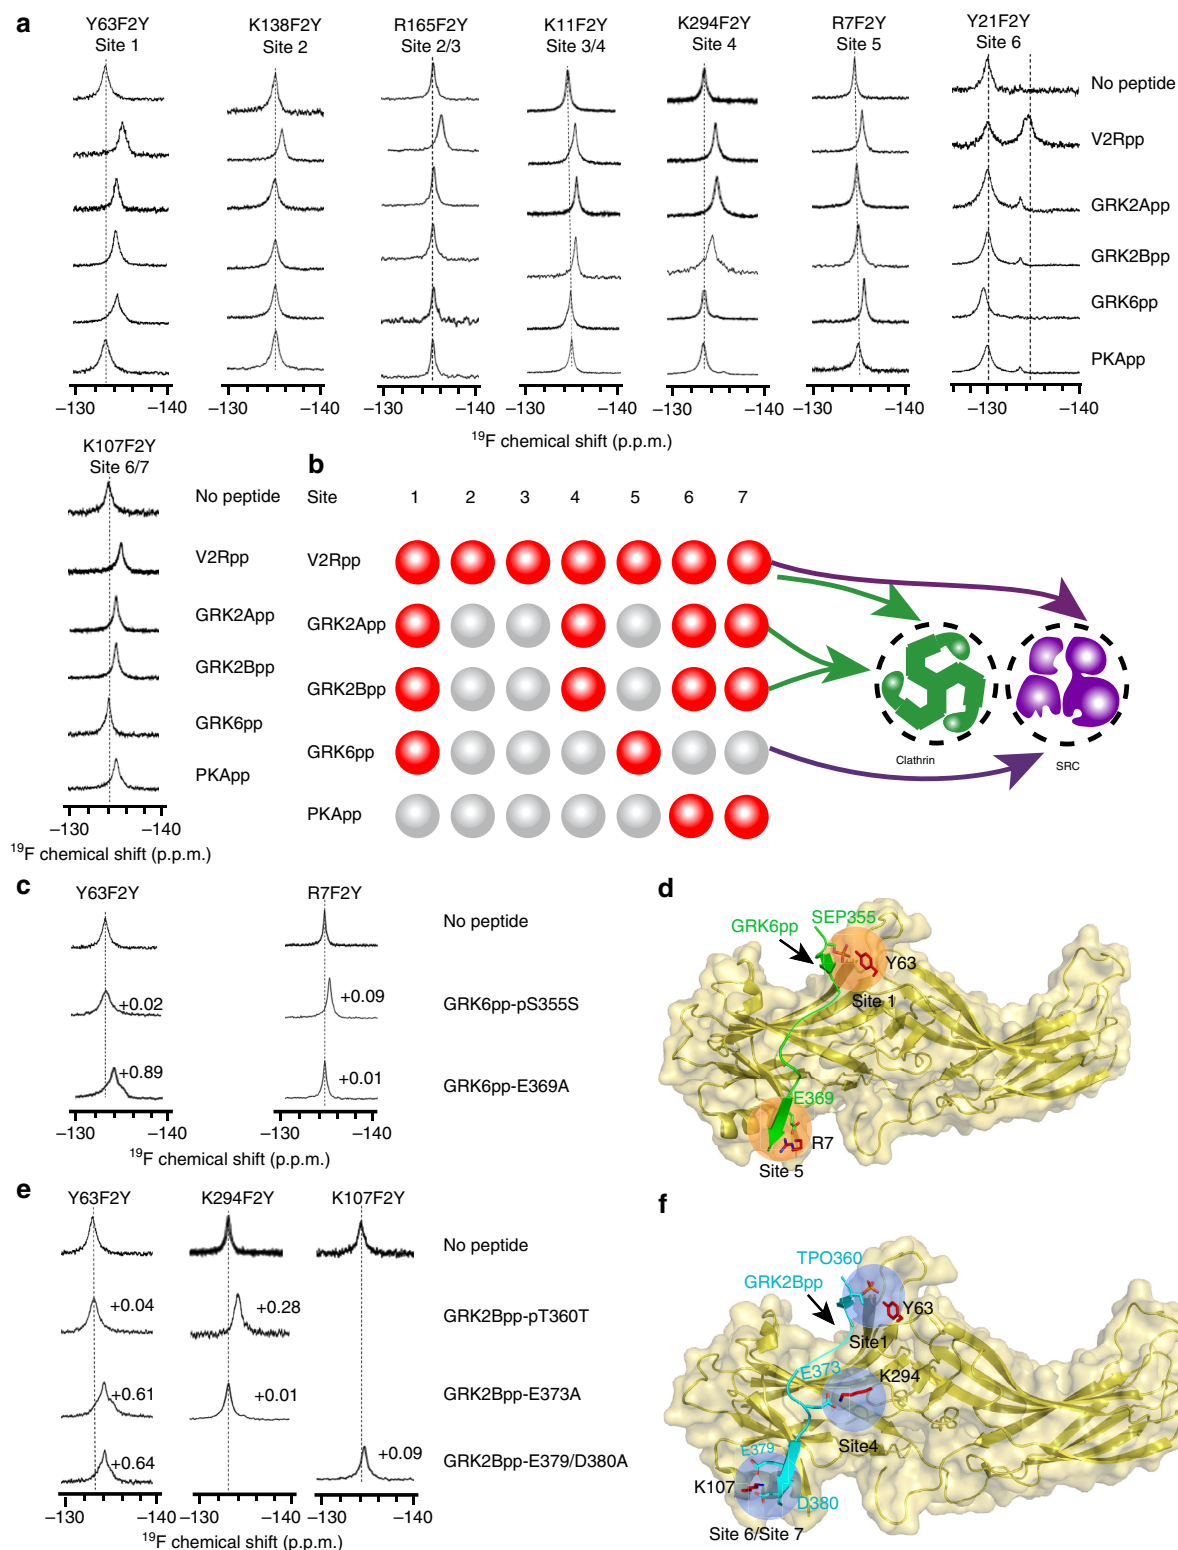 a
Y63F2Y
Site 1
K138F2Y
Site 2
R165F2Y
Site 2/3
K11F2Y
Site 3/4
K294F2Y
Site 4
R7F2Y
Site 5
Y21F2Y
Site 6
No peptide
V2Rpp
GRK2App
GRK2Bpp
GRK6pp
PKApp
−130 −140 −130 −140 −130 −140 −130 −140 −130 −140 −130 −140 −130 −140
19F chemical shift (p.p.m.)
K107F2Y
Site 6/7
No peptide
V2Rpp
GRK2App
GRK2Bpp
GRK6pp
PKApp
−130 −140
19F chemical shift (p.p.m.)
b
Site 1 2 3 4 5 6 7
V2Rpp
GRK2App
GRK2Bpp
GRK6pp
PKApp
Clathrin
SRC
c
Y63F2Y R7F2Y
No peptide
+0.02 +0.09 GRK6pp-pS355S
+0.89 +0.01 GRK6pp-E369A
−130 −140 −130 −140
19F chemical shift (p.p.m.)
d
SEP355
GRK6pp
Y63
Site 1
E369
R7
Site 5
e
Y63F2Y K294F2Y K107F2Y
No peptide
+0.04 +0.28 GRK2Bpp-pT360T
+0.61 +0.01 GRK2Bpp-E373A
+0.64 +0.09 GRK2Bpp-E379/D380A
−130 −140 −130 −140 −130 −140
19F chemical shift (p.p.m.)
f
TPO360
GRK2Bpp
Y63
Site1
E373
K294
Site4
E379
K107
D380
Site 6/Site 7